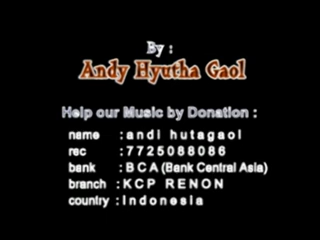 By :
Andy Hyutha Gaol
Help our Music by Donation :
name : andi hutagaol
rec : 7725088086
bank : BCA (Bank Central Asia)
branch : KCP RENON
country : Indonesia